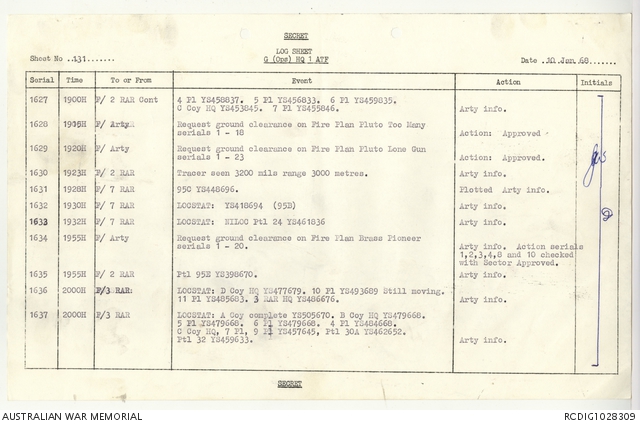 SECRET
LOG SHEET
G (Ops) HQ 1 ATF
Sheet No ..131.......
Date ..10 Jan 68.......
Serial Time To or From Event Action Initials
1627 1900H F/ 2 RAR Cont 4 Pl YS458837. 5 Pl YS456833. 6 Pl YS459835.
C Coy HQ YS453845. 7 Pl YS455846. Arty info.
1628 1915H F/ Arty Request ground clearance on Fire Plan Pluto Too Many
serials 1 - 18 Action: Approved
1629 1920H F/ Arty Request ground clearance on Fire Plan Pluto Lone Gun
serials 1 - 23 Action: Approved.
1630 1923H F/ 2 RAR Tracer seen 3200 mils range 3000 metres. Arty info.
1631 1928H F/ 7 RAR 95C YS448696. Plotted Arty info.
1632 1930H F/ 7 RAR LOCSTAT: YS418694 (95B) Arty info.
1633 1932H F/ 7 RAR LOCSTAT: NILOC Ptl 24 YS461836 Arty info.
1634 1955H F/ Arty Request ground clearance on Fire Plan Brass Pioneer
serials 1 - 20. Arty info. Action serials
1,2,3,4,8 and 10 checked
with Sector Approved.
1635 1955H F/ 2 RAR Ptl 95E YS398670. Arty info.
1636 2000H F/3 RAR: LOCSTAT: D Coy HQ YS477679. 10 Pl YS493689 Still moving.
11 Pl YS485683. 3 RAR HQ YS486676. Arty info.
1637 2000H F/3 RAR LOCSTAT: A Coy complete YS505670. B Coy HQ YS479668.
5 Pl YS479668. 6 Pl YS479668. 4 Pl YS484668.
C Coy HQ, 7 Pl, 9 Pl YS457645, Ptl 30A YS462652.
Ptl 32 YS459633. Arty info.
SECRET
AUSTRALIAN WAR MEMORIAL
RCDIG1028309